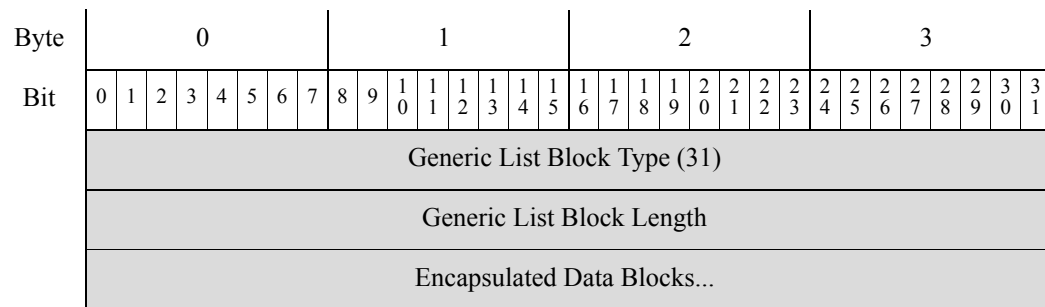 Byte 0 1 2 3
Bit 0 1 2 3 4 5 6 7 8 9 10 11 12 13 14 15 16 17 18 19 20 21 22 23 24 25 26 27 28 29 30 31
Generic List Block Type (31)
Generic List Block Length
Encapsulated Data Blocks...